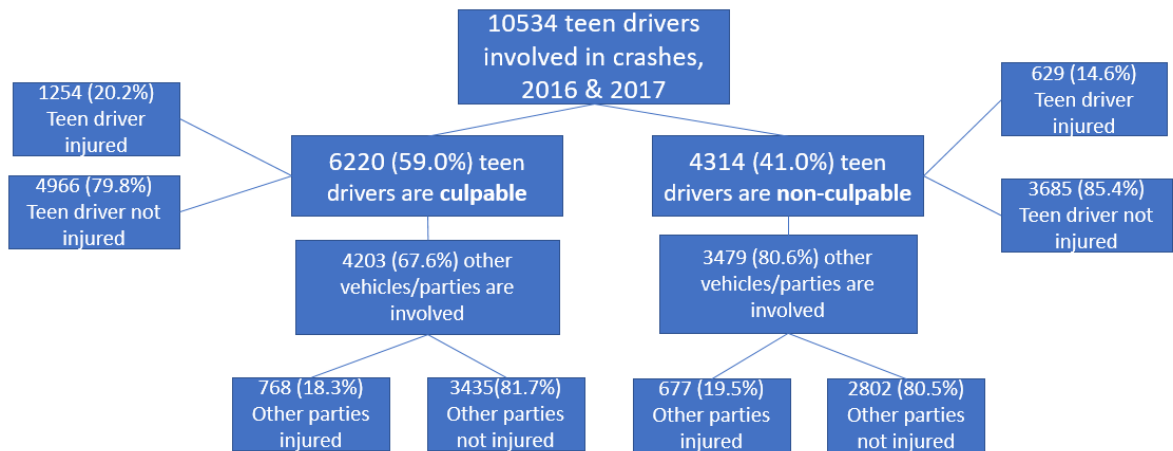 10534 teen drivers
involved in crashes,
2016 & 2017
1254 (20.2%)
Teen driver
injured
4966 (79.8%)
Teen driver not
injured
6220 (59.0%) teen
drivers are culpable
4314 (41.0%) teen
drivers are non-culpable
629 (14.6%)
Teen driver
injured
3685 (85.4%)
Teen driver not
injured
4203 (67.6%) other
vehicles/parties are
involved
3479 (80.6%) other
vehicles/parties are
involved
768 (18.3%)
Other parties
injured
3435(81.7%)
Other parties
not injured
677 (19.5%)
Other parties
injured
2802 (80.5%)
Other parties
not injured